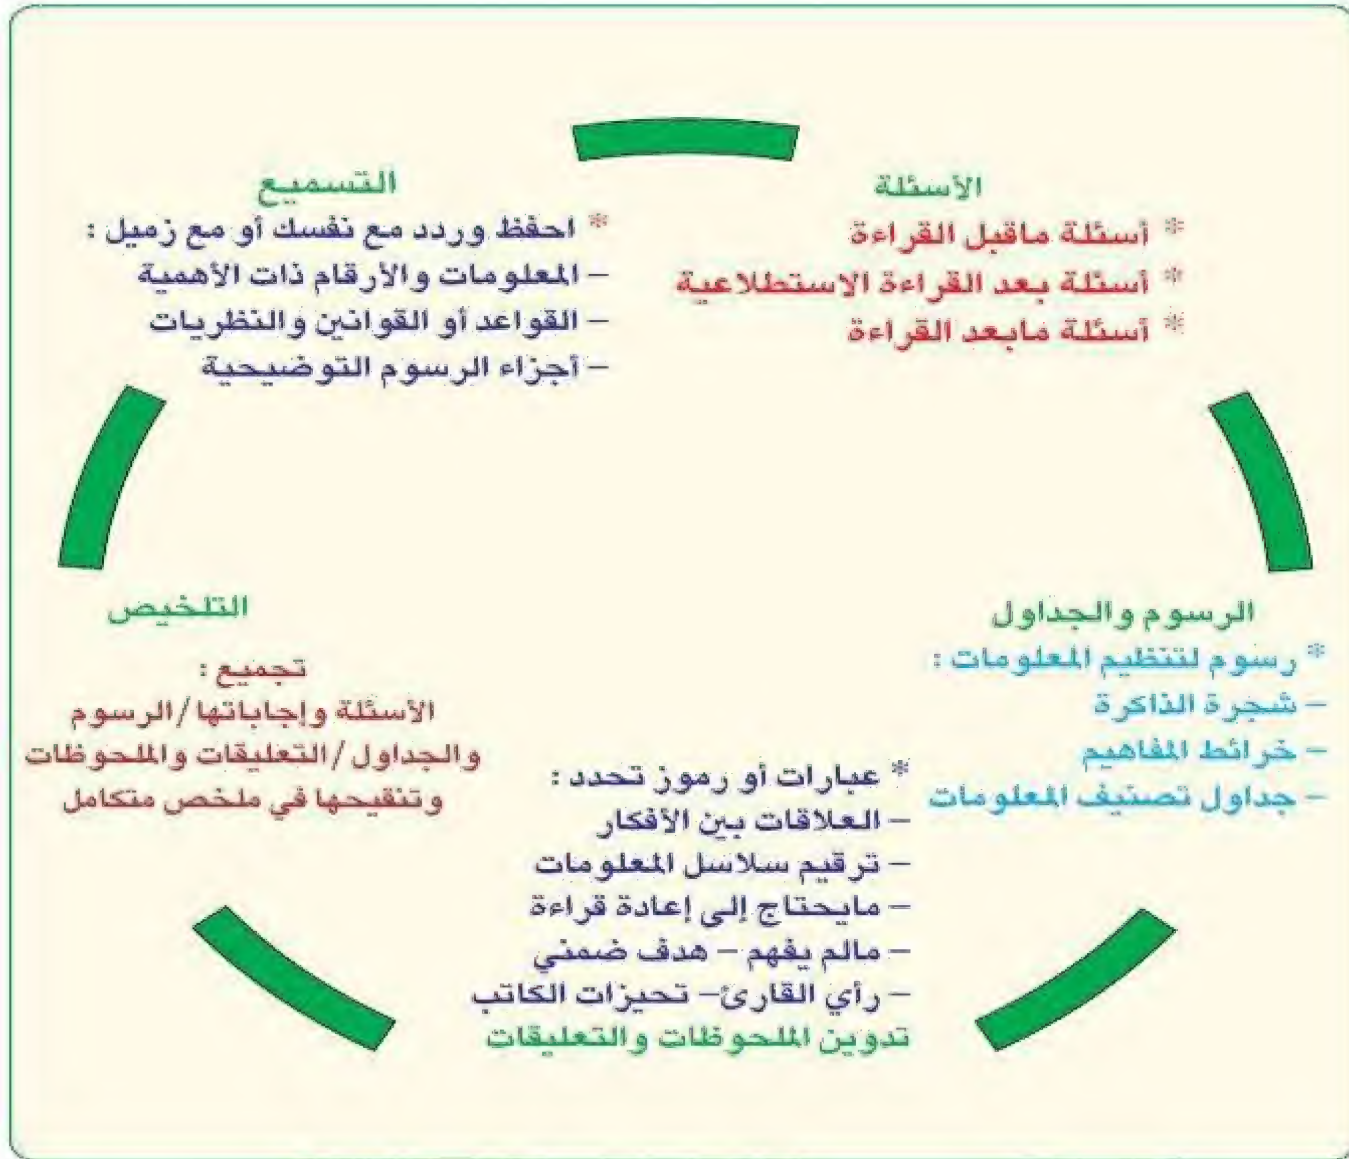 الأسئلة
* أسئلة ماقبل القراءة
* أسئلة بعد القراءة الاستطلاعية
* أسئلة مابعد القراءة
الرسوم والجداول
* رسوم لتنظيم المعلومات :
– شجرة الذاكرة
– خرائط المفاهيم
– جداول تصنيف المعلومات
* عبارات أو رموز تحدد :
– العلاقات بين الأفكار
– ترقيم سلاسل المعلومات
– مايحتاج إلى إعادة قراءة
– مالم يفهم – هدف ضمني
– رأي القارئ– تحيزات الكاتب
تدوين الملحوظات والتعليقات
التلخيص
تجميع :
الأسئلة وإجاباتها/الرسوم
والجداول/التعليقات والملحوظات
وتنقيحها في ملخص متكامل
التسميع
* احفظ وردد مع نفسك أو مع زميل :
– المعلومات والأرقام ذات الأهمية
– القواعد أو القوانين والنظريات
– أجزاء الرسوم التوضيحية